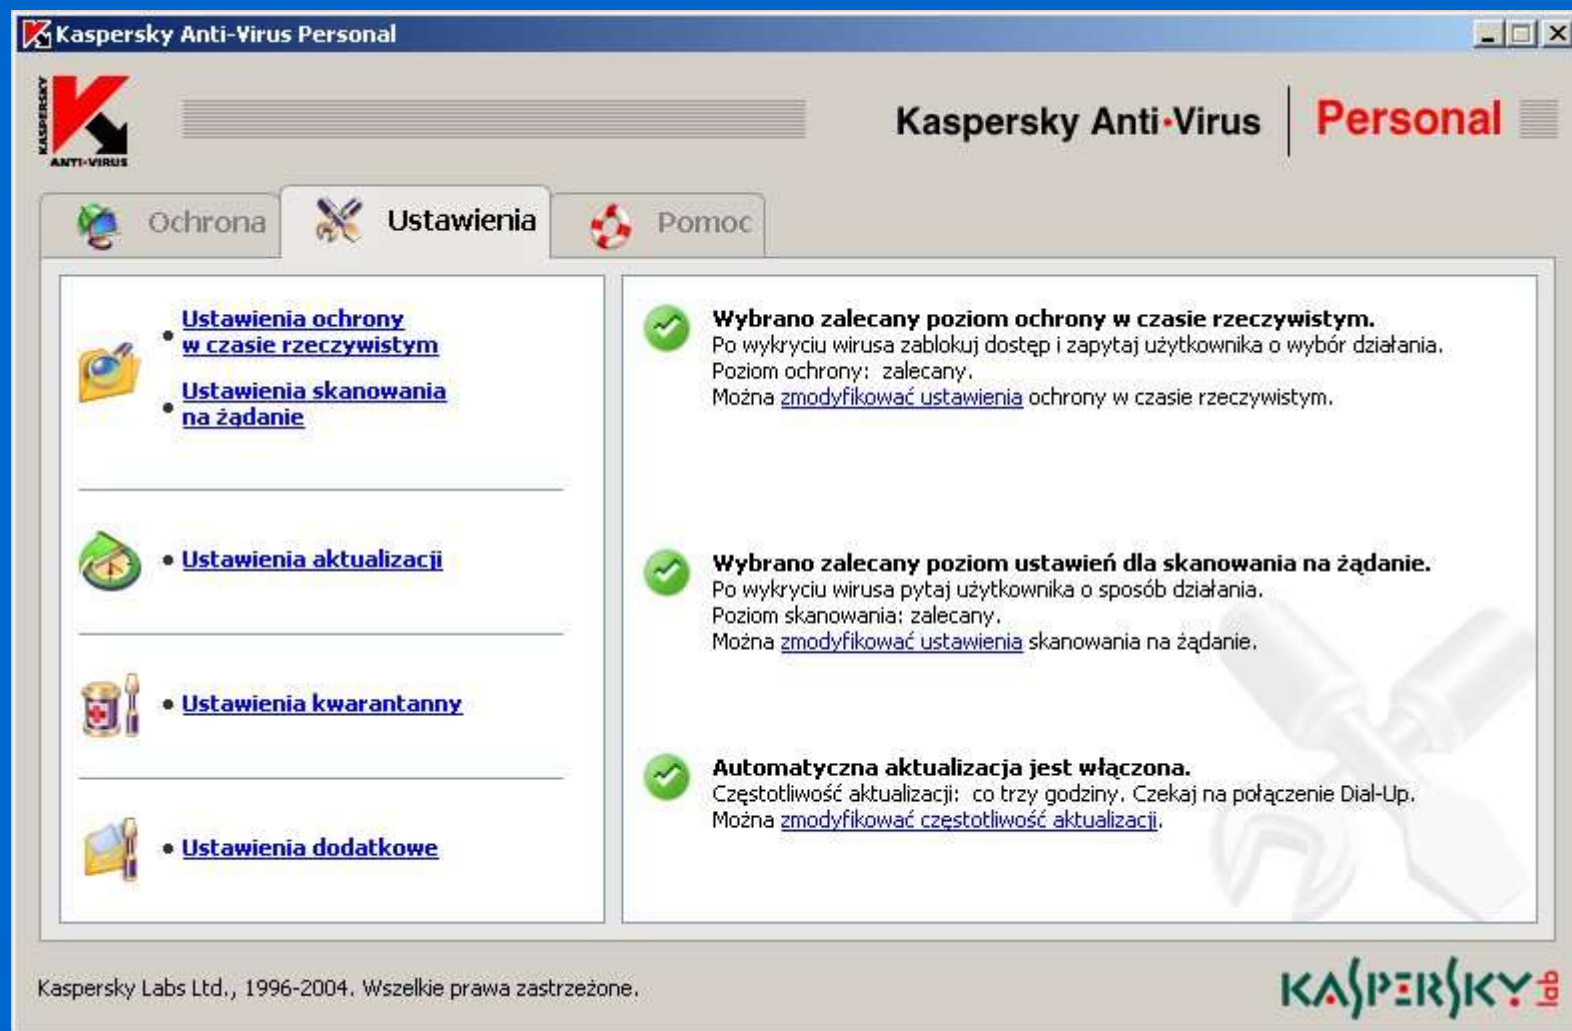 Kaspersky Anti-Virus Personal
KASPERSKY
ANTI-VIRUS
Kaspersky Anti·Virus
Personal
Ochrona
Ustawienia
Pomoc
Ustawienia ochrony
w czasie rzeczywistym
Ustawienia skanowania
na żądanie
Ustawienia aktualizacji
Ustawienia kwarantanny
Ustawienia dodatkowe
Wybrano zalecany poziom ochrony w czasie rzeczywistym.
Po wykryciu wirusa zablokuj dostęp i zapytaj użytkownika o wybór działania.
Poziom ochrony: zalecany.
Można zmodyfikować ustawienia ochrony w czasie rzeczywistym.
Wybrano zalecany poziom ustawień dla skanowania na żądanie.
Po wykryciu wirusa pytaj użytkownika o sposób działania.
Poziom skanowania: zalecany.
Można zmodyfikować ustawienia skanowania na żądanie.
Automatyczna aktualizacja jest włączona.
Częstotliwość aktualizacji: co trzy godziny. Czekaj na połączenie Dial-Up.
Można zmodyfikować częstotliwość aktualizacji.
Kaspersky Labs Ltd., 1996-2004. Wszelkie prawa zastrzeżone.
KASPERSKY lab